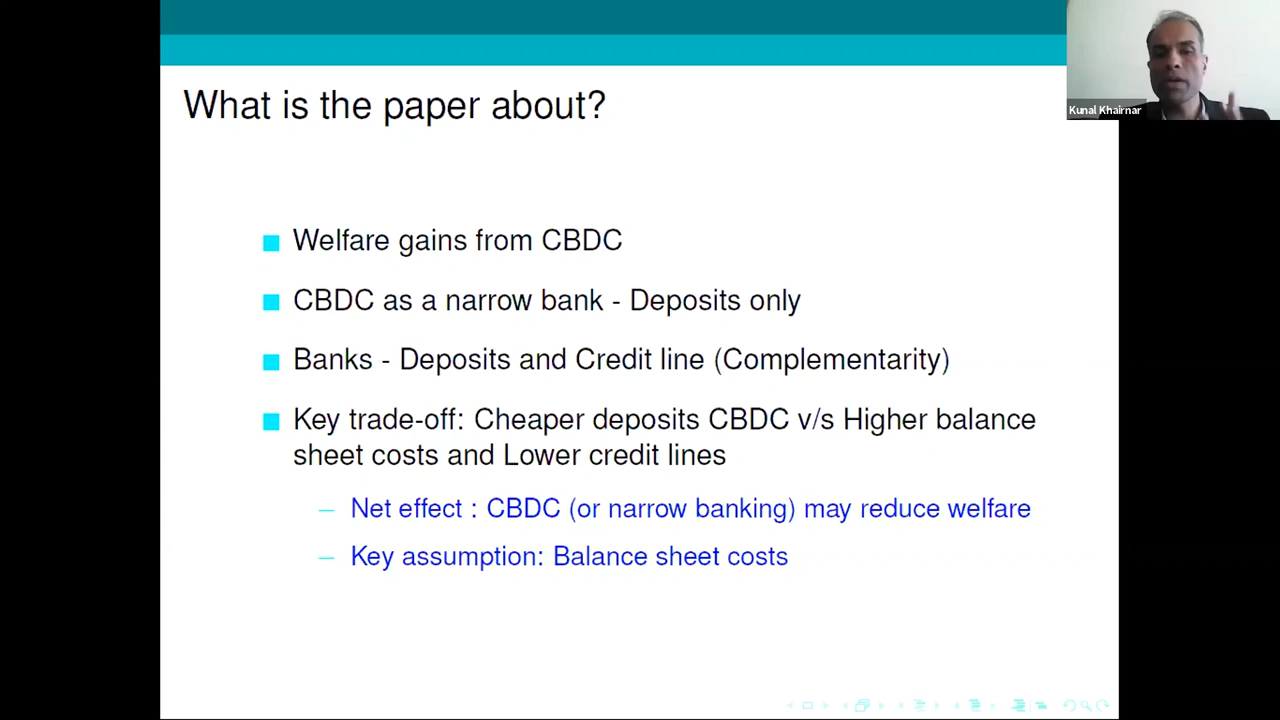 What is the paper about?
Kunal Khairnar
Welfare gains from CBDC
CBDC as a narrow bank - Deposits only
Banks - Deposits and Credit line (Complementarity)
Key trade-off: Cheaper deposits CBDC v/s Higher balance
sheet costs and Lower credit lines
– Net effect : CBDC (or narrow banking) may reduce welfare
– Key assumption: Balance sheet costs